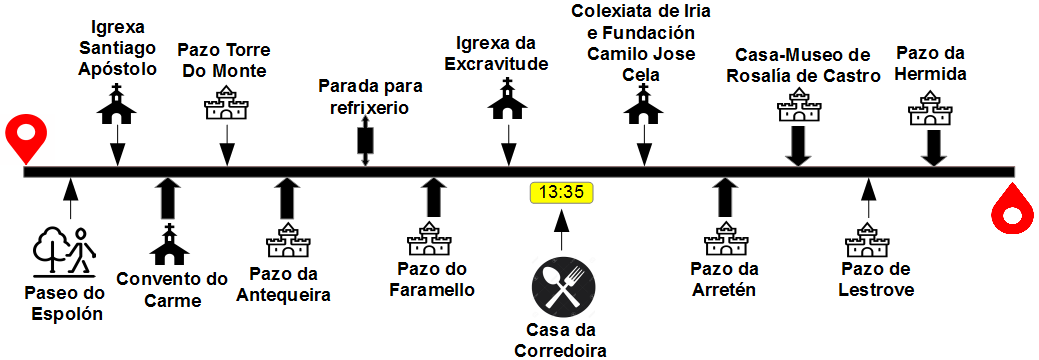 Igrexa
Santiago
Apóstolo
Pazo Torre
Do Monte
Parada para
refrixerio
Igrexa da
Excravitude
Colexiata de Iria
e Fundación
Camilo Jose
Cela
Casa-Museo de
Rosalía de Castro
Pazo da
Hermida
13:35
Paseo do
Espolón
Convento do
Carme
Pazo da
Antequeira
Pazo do
Faramello
Casa da
Corredoira
Pazo da
Arretén
Pazo de
Lestrove